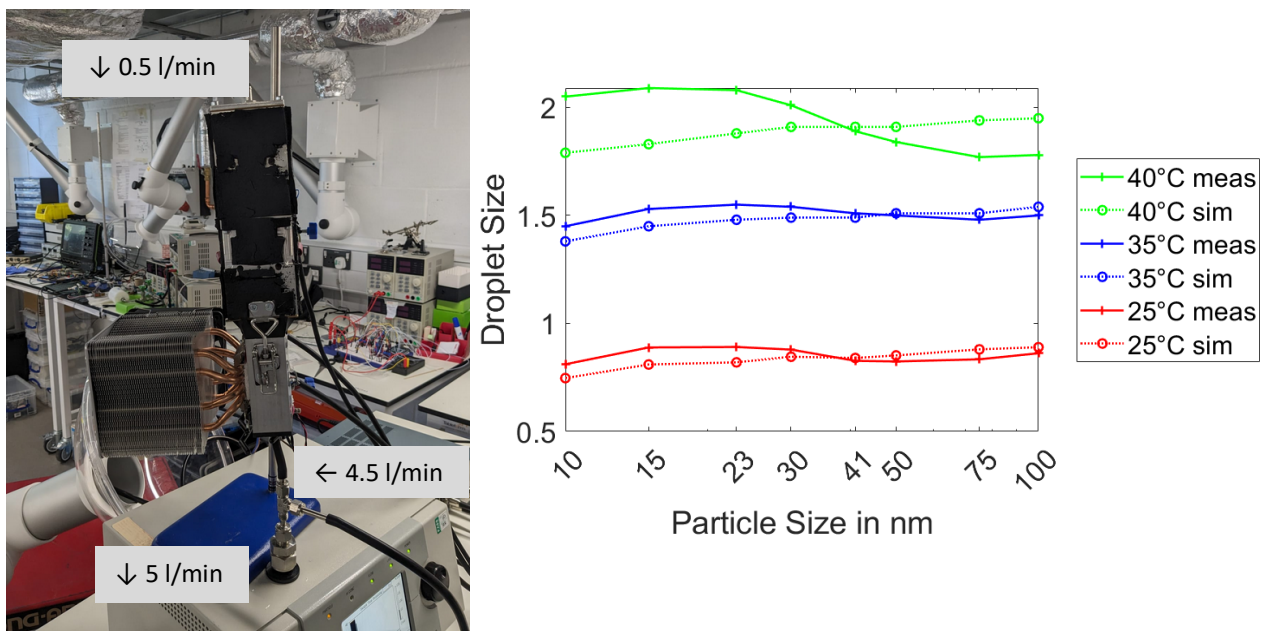 ↓ 0.5 l/min
← 4.5 l/min
↓ 5 l/min
Droplet Size
2
1.5
1
0.5
10 15 23 30 41 50 75 100
Particle Size in nm
40°C meas
40°C sim
35°C meas
35°C sim
25°C meas
25°C sim